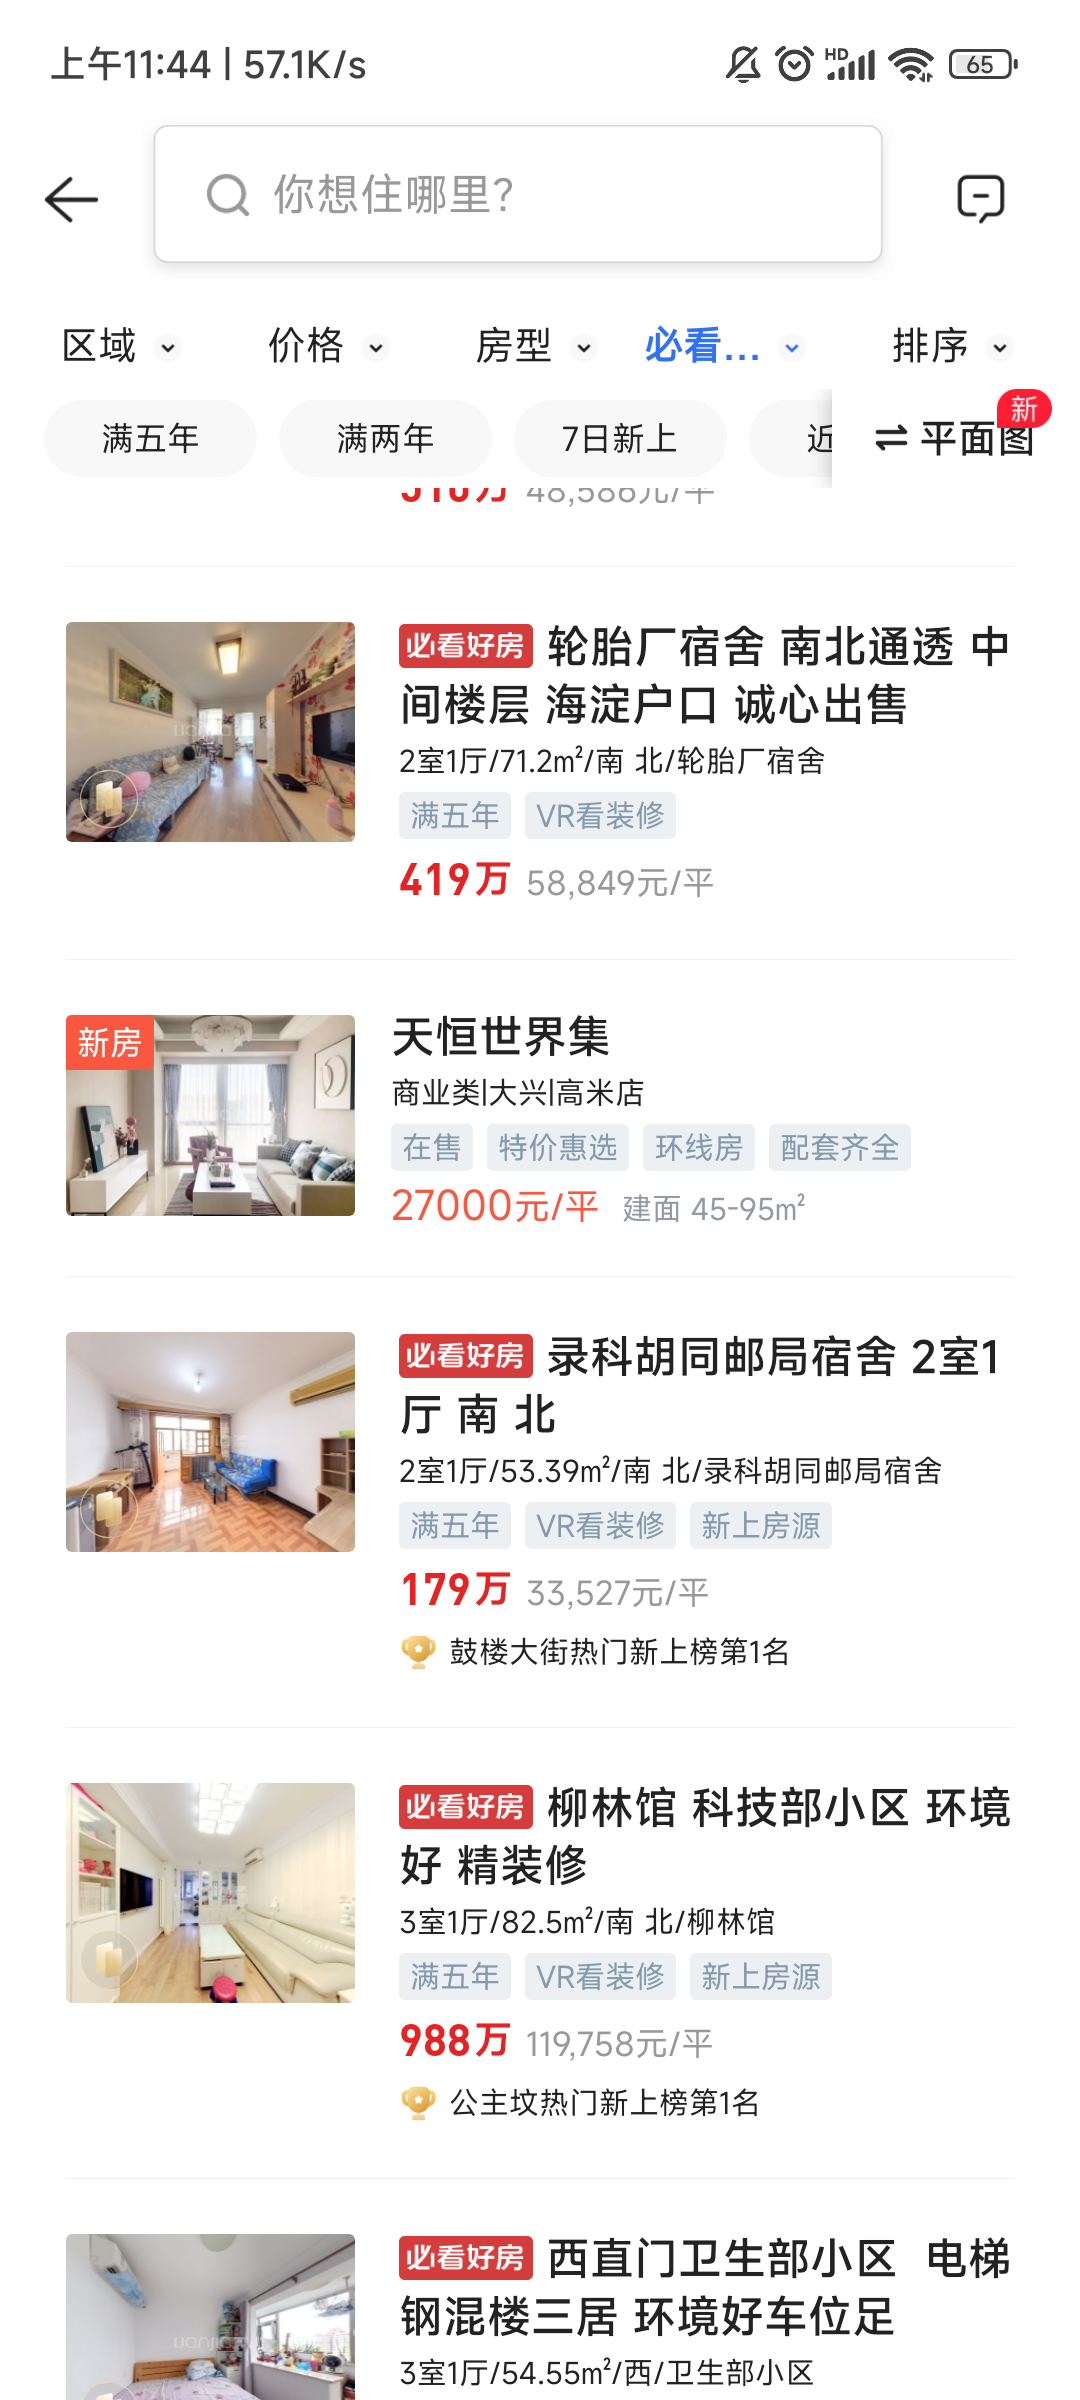 上午11:44 | 57.1K/s
HD
65
你想住哪里?
区域
价格
房型
必看...
排序
满五年
满两年
7日新上
近
平面图
新
48,586元/平
必看好房 轮胎厂宿舍 南北通透 中
间楼层 海淀户口 诚心出售
2室1厅/71.2m²/南 北/轮胎厂宿舍
满五年 VR看装修
419万 58,849元/平
新房
天恒世界集
商业类|大兴|高米店
在售 特价惠选 环线房 配套齐全
27000元/平 建面 45-95m²
必看好房 录科胡同邮局宿舍 2室1
厅 南 北
2室1厅/53.39m²/南 北/录科胡同邮局宿舍
满五年 VR看装修 新上房源
179万 33,527元/平
鼓楼大街热门新上榜第1名
必看好房 柳林馆 科技部小区 环境
好 精装修
3室1厅/82.5m²/南 北/柳林馆
满五年 VR看装修 新上房源
988万 119,758元/平
公主坟热门新上榜第1名
必看好房 西直门卫生部小区 电梯
钢混楼三居 环境好车位足
3室1厅/54.55m²/西/卫生部小区